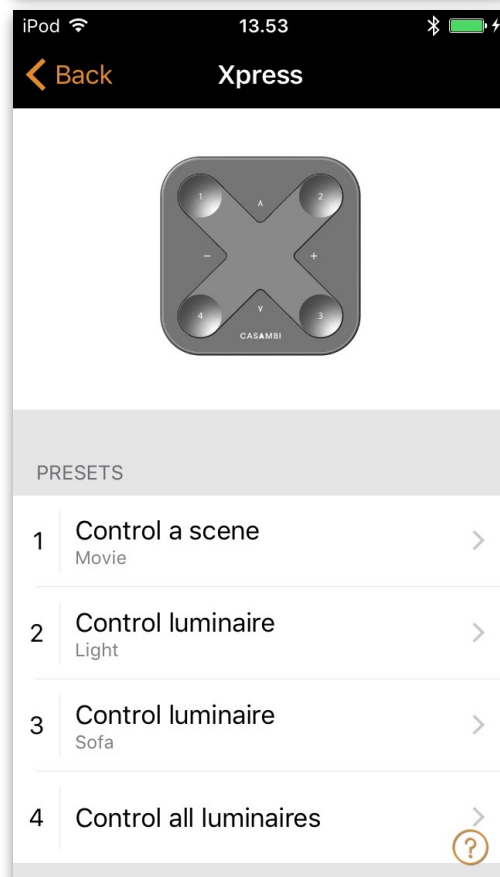 iPod 13.53
Back Xpress
1 ∧ 2
− +
4 ∨ 3
CASAMBI
PRESETS
1 Control a scene
Movie
2 Control luminaire
Light
3 Control luminaire
Sofa
4 Control all luminaires
?